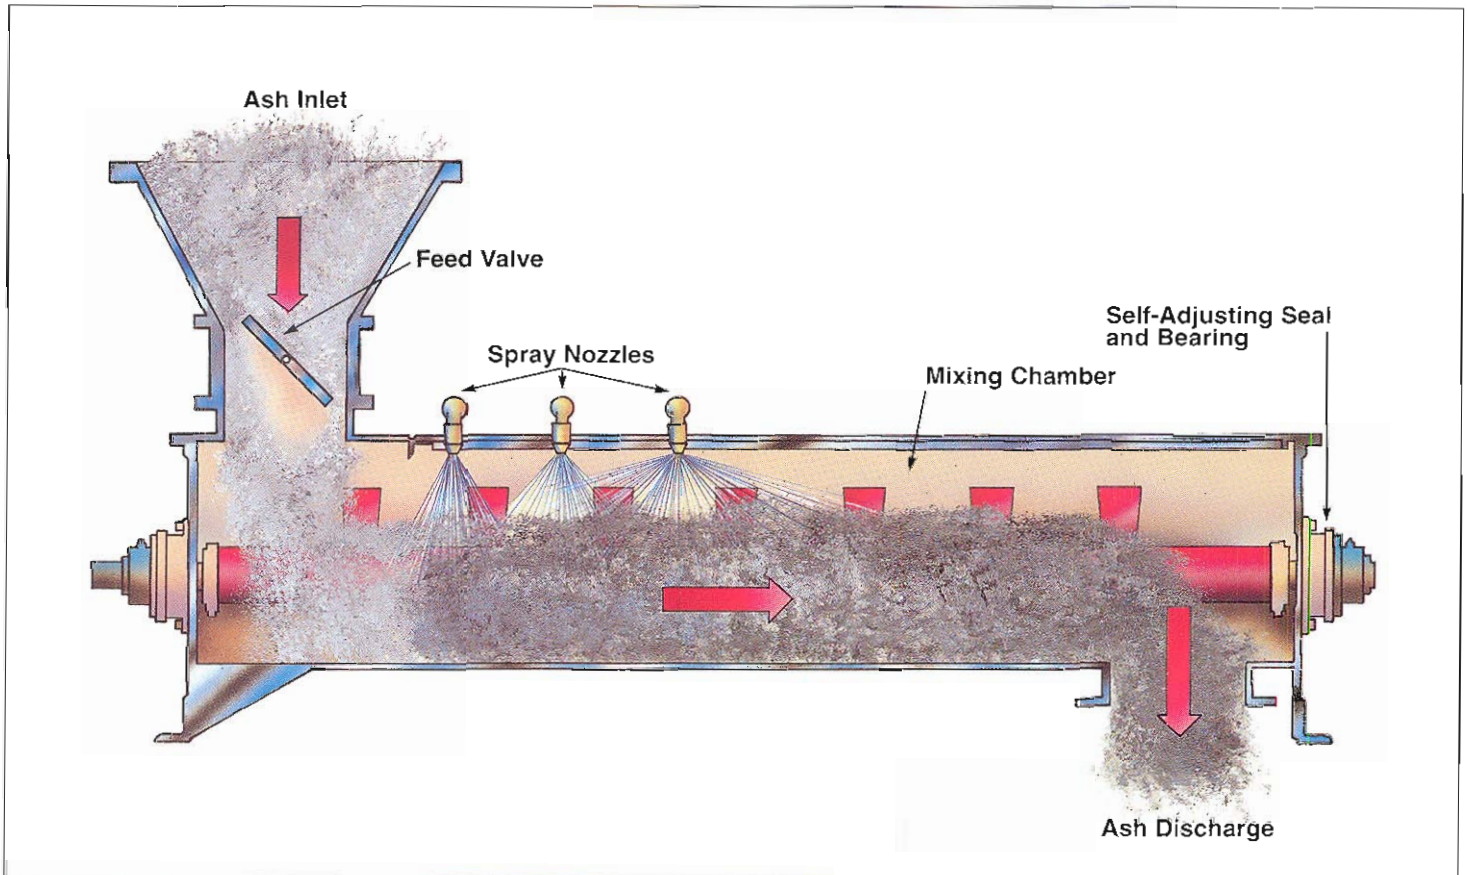 Ash Inlet
Feed Valve
Spray Nozzles
Self-Adjusting Seal
and Bearing
Mixing Chamber
Ash Discharge